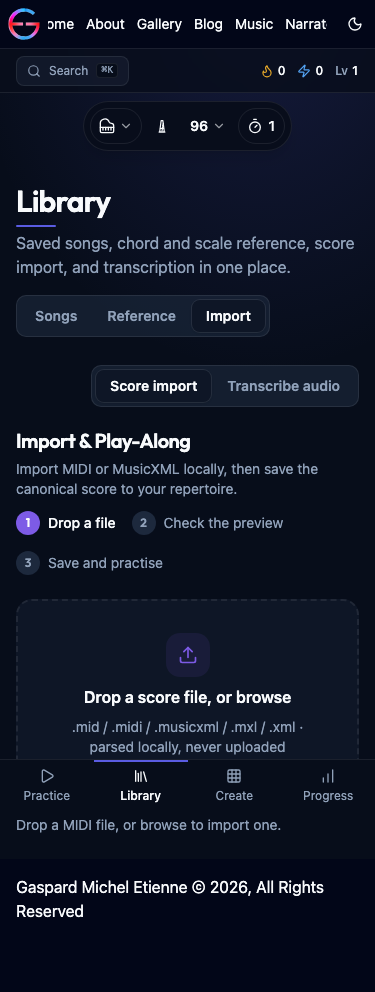 ome About Gallery Blog Music Narrat
Search ⌘K 0 0 Lv 1
96 1
Library
Saved songs, chord and scale reference, score
import, and transcription in one place.
Songs Reference Import
Score import Transcribe audio
Import & Play-Along
Import MIDI or MusicXML locally, then save the
canonical score to your repertoire.
1 Drop a file 2 Check the preview
3 Save and practise
Drop a score file, or browse
.mid / .midi / .musicxml / .mxl / .xml ·
parsed locally, never uploaded
Practice Library Create Progress
Drop a MIDI file, or browse to import one.
Gaspard Michel Etienne © 2026, All Rights
Reserved